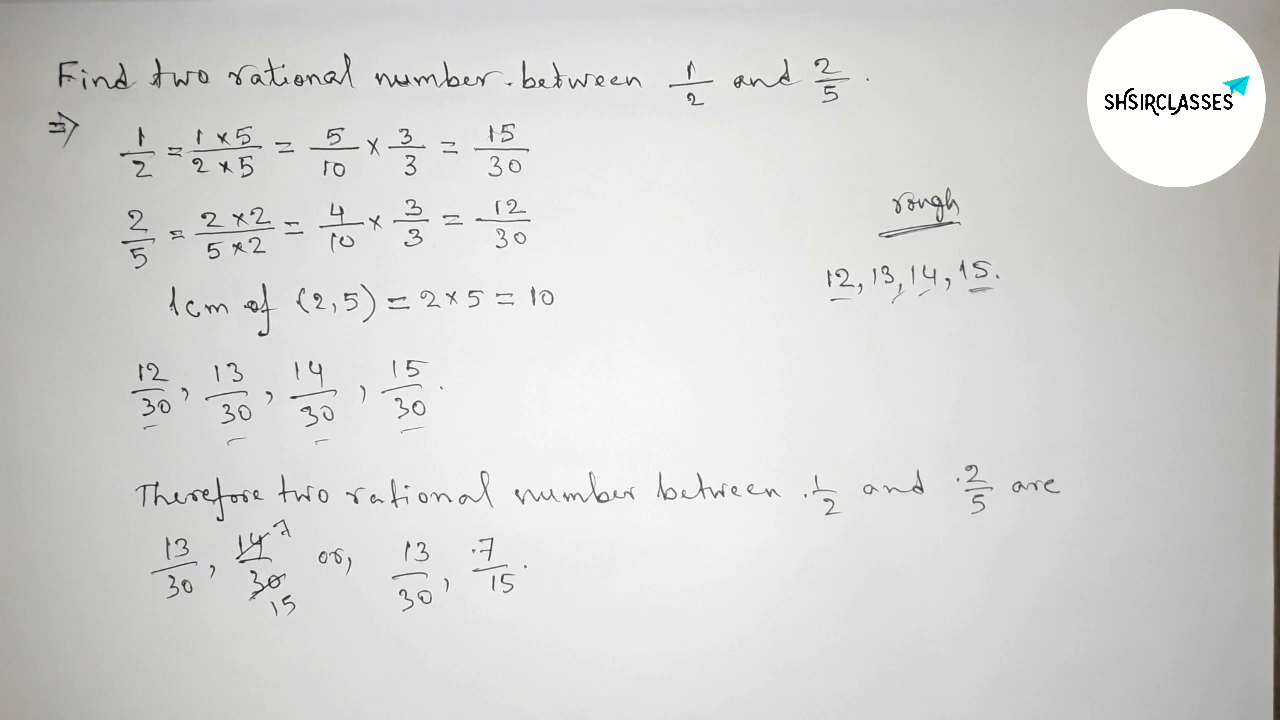 Find two rational number between 1/2 and 2/5.
SHSIRCLASSES
⇒
1/2 = 1×5/2×5 = 5/10 × 3/3 = 15/30
2/5 = 2×2/5×2 = 4/10 × 3/3 = 12/30
rough
12, 13, 14, 15.
lcm of (2,5) = 2×5 = 10
12/30, 13/30, 14/30, 15/30.
Therefore two rational number between 1/2 and 2/5 are
13/30, 14/30 7 15 or, 13/30, 7/15.